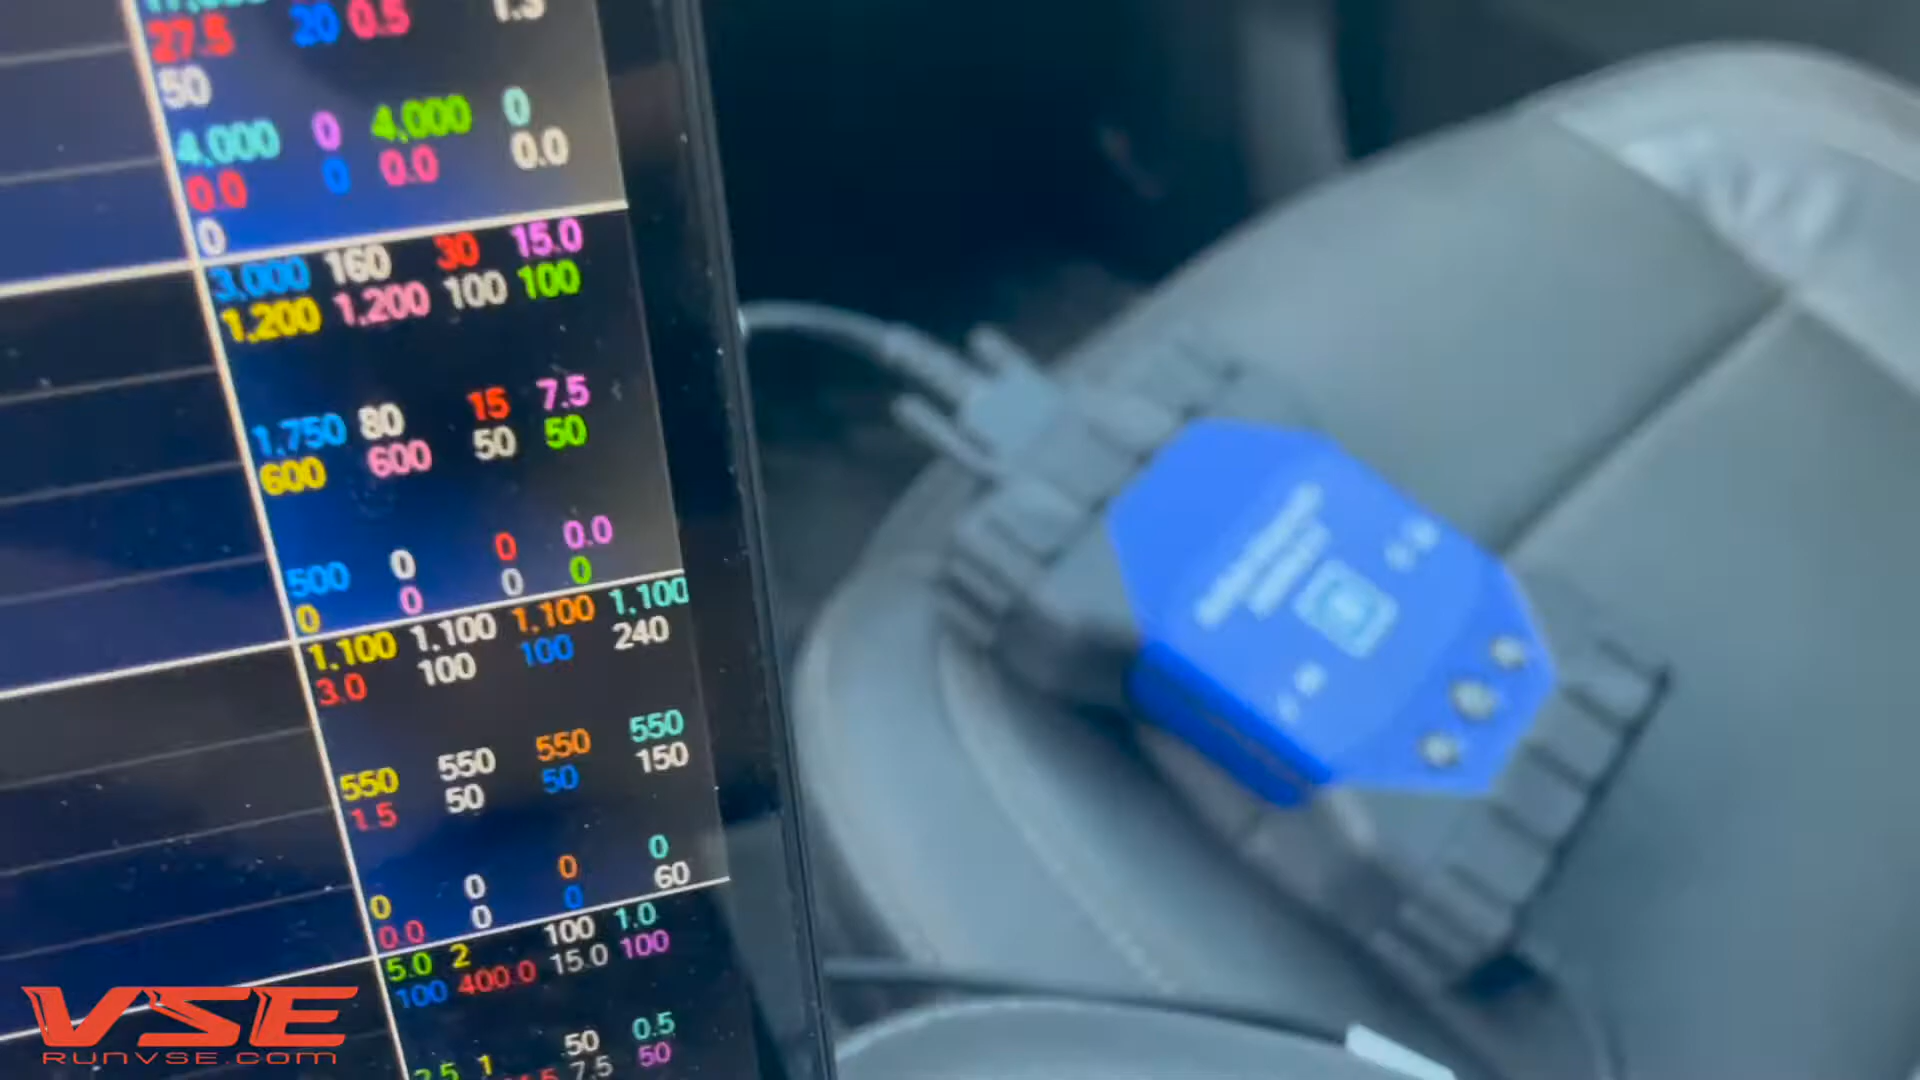 27.5 20 0.5
50
4,000 0 4,000 0
0.0 0 0.0 0.0
0
3,000 160 30 15.0
1,200 1,200 100 100
1,750 80 15 7.5
600 600 50 50
500 0 0 0.0
0 0 0 0
1,100 1,100 1,100 1,100
3.0 100 100 240
550 550 550 550
1.5 50 50 150
0 0 0 0
0.0 0 0 60
5.0 2 100 1.0
100 400.0 15.0 100
2.5 1 50 0.5
7.5 50
VSE
RUNVSE.COM